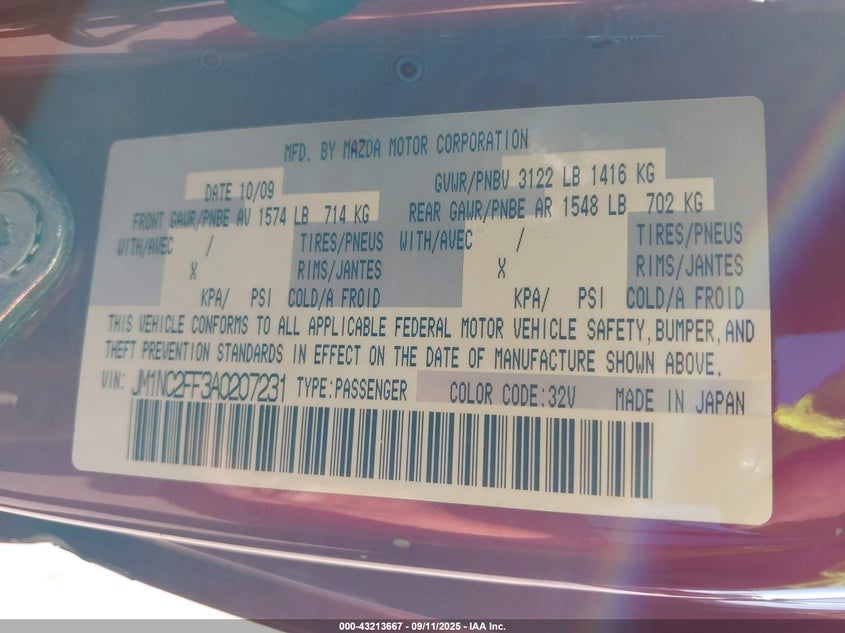 MFD. BY MAZDA MOTOR CORPORATION
DATE 10/09 GVWR/PNBV 3122 LB 1416 KG
FRONT GAWR/PNBE AV 1574 LB 714 KG REAR GAWR/PNBE AR 1548 LB 702 KG
WITH/AVEC / TIRES/PNEUS WITH/AVEC / TIRES/PNEUS
X RIMS/JANTES X RIMS/JANTES
KPA/ PSI COLD/A FROID KPA/ PSI COLD/A FROID
THIS VEHICLE CONFORMS TO ALL APPLICABLE FEDERAL MOTOR VEHICLE SAFETY, BUMPER, AND
THEFT PREVENTION STANDARDS IN EFFECT ON THE DATE OF MANUFACTURE SHOWN ABOVE.
VIN: JM1NC2FF3A0207231 TYPE:PASSENGER COLOR CODE:32V MADE IN JAPAN
000-43213667 - 09/11/2025 - IAA Inc.